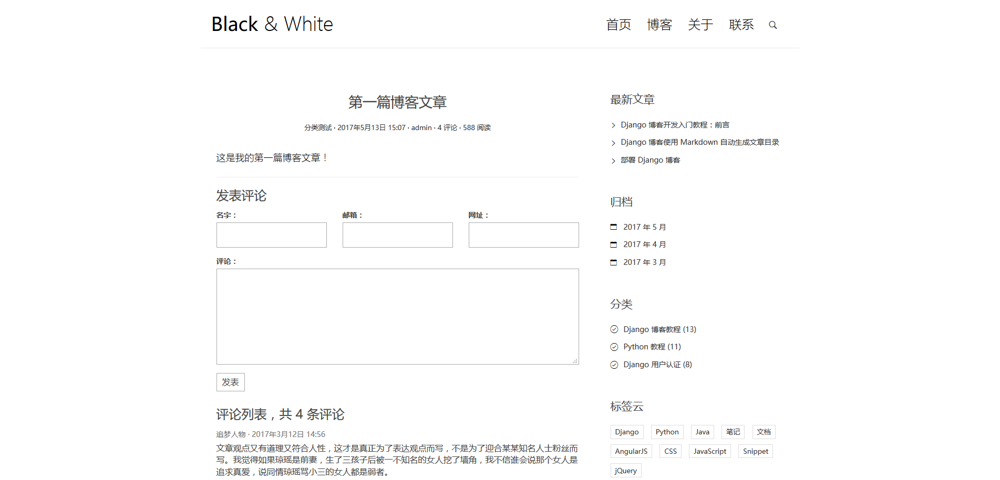 Black & White
首页 博客 关于 联系
第一篇博客文章
分类测试 · 2017年5月13日 15:07 · admin · 4 评论 · 588 阅读
这是我的第一篇博客文章！
发表评论
名字： 邮箱： 网址：
评论：
发表
评论列表，共 4 条评论
追梦人物 · 2017年3月12日 14:56
文章观点又有道理又符合人性，这才是真正为了表达观点而写，不是为了迎合某某知名人士粉丝而
写。我觉得如果琼瑶是前妻，生了三孩子后被一不知名的女人挖了墙角，我不信谁会说那个女人是
追求真爱，说同情琼瑶骂小三的女人都是弱者。
最新文章
Django 博客开发入门教程：前言
Django 博客使用 Markdown 自动生成文章目录
部署 Django 博客
归档
2017 年 5 月
2017 年 4 月
2017 年 3 月
分类
Django 博客教程 (13)
Python 教程 (11)
Django 用户认证 (8)
标签云
Django Python Java 笔记 文档
AngularJS CSS JavaScript Snippet
jQuery